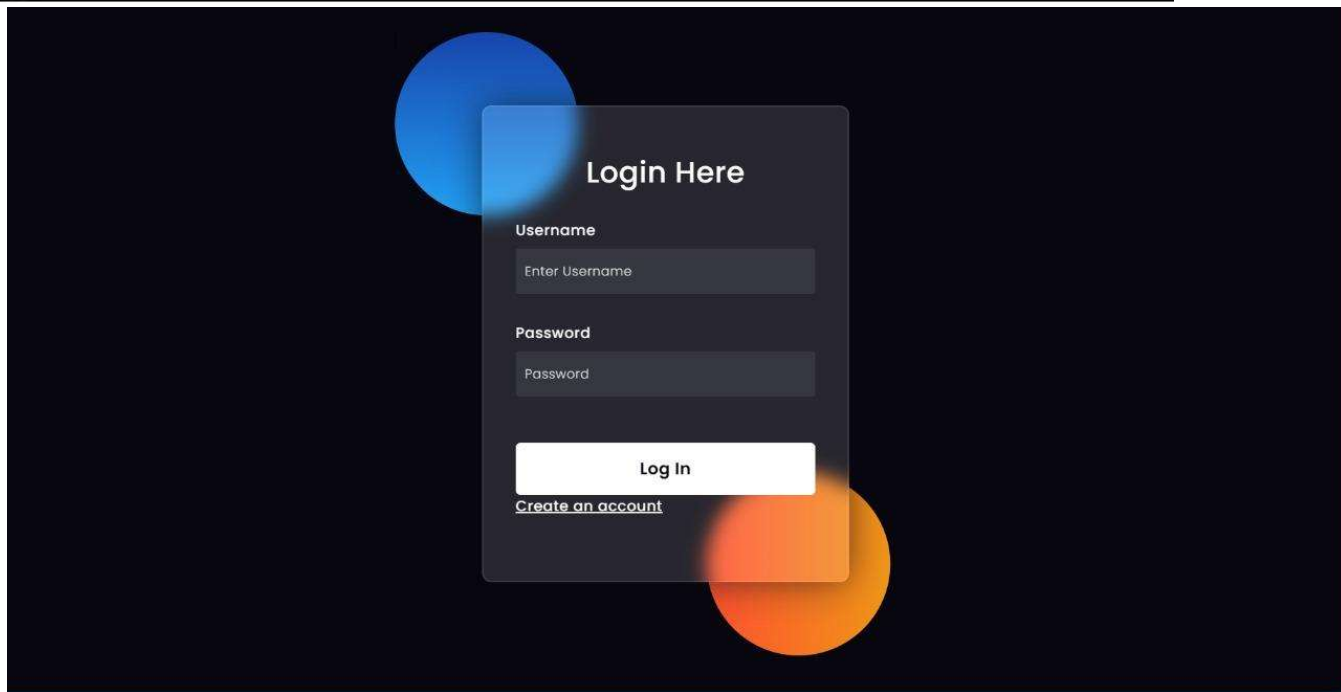 Login Here
Username
Enter Username
Password
Password
Log In
Create an account